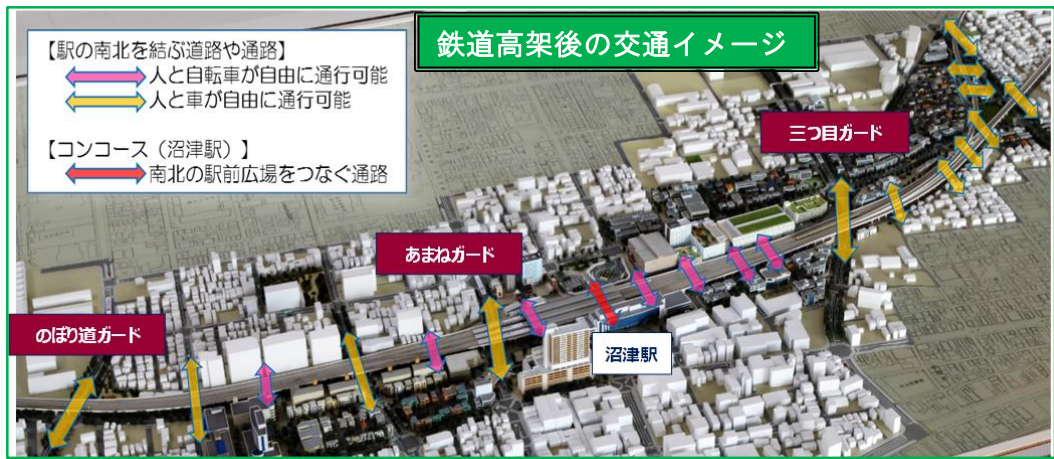 鉄道高架後の交通イメージ
【駅の南北を結ぶ道路や通路】
人と自転車が自由に通行可能
人と車が自由に通行可能
【コンコース（沼津駅）】
南北の駅前広場をつなぐ通路
三つ目ガード
あまねガード
のぼり道ガード
沼津駅